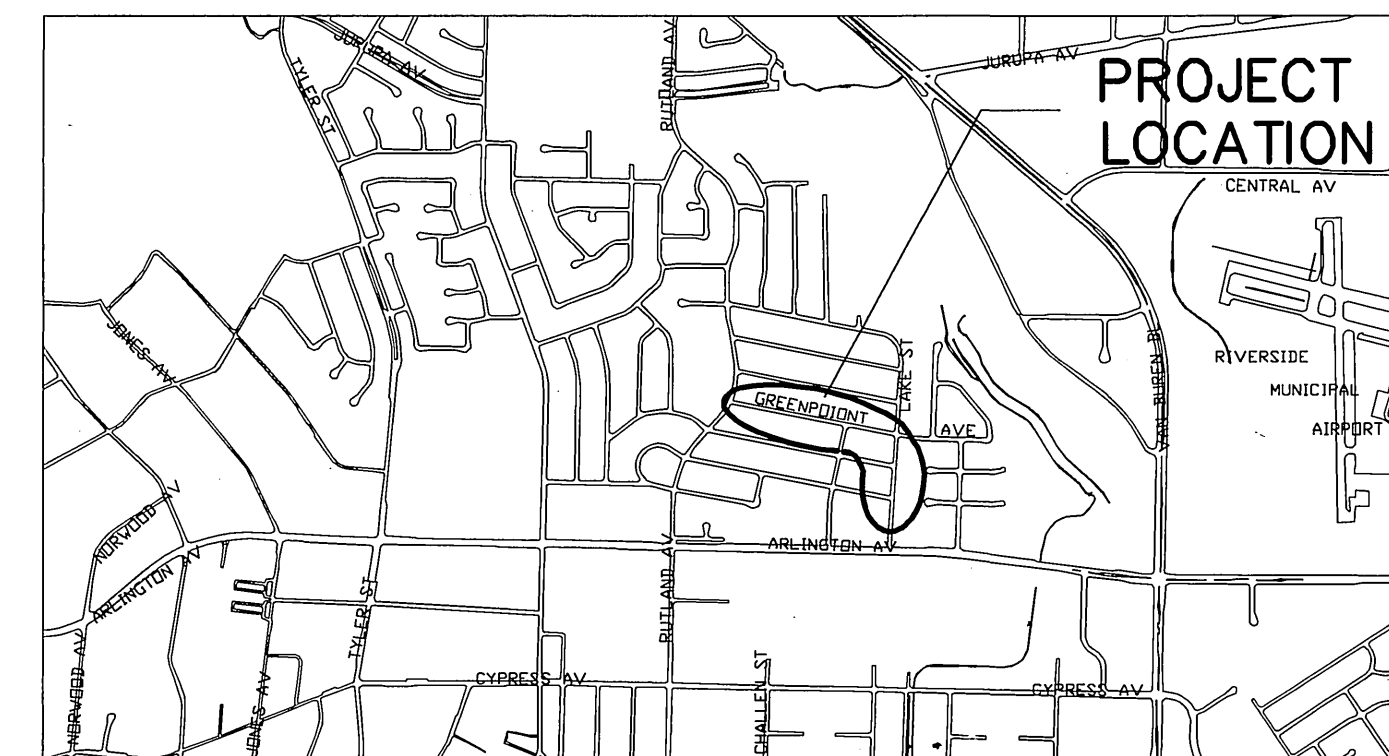 JURUPA AV
TYLER ST
RUTLAND AV
JURUPA AV
PROJECT
LOCATION
CENTRAL AV
JONES AV
LAKE ST
VAN BUREN BL
RIVERSIDE
MUNICIPAL
AIRPORT
GREENPOIONT
AVE
NORWOOD AV
ARLINGTON AV
ARLINGTON AV
TYLER ST
RUTLAND AV
NORWOOD AV
JONES AV
CYPRESS AV
CHALLEN ST
CYPRESS AV